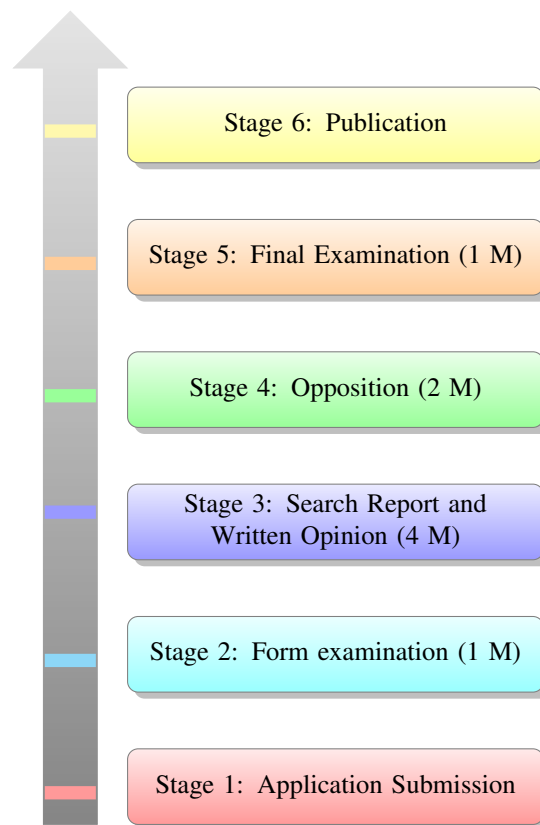 Stage 6: Publication
Stage 5: Final Examination (1 M)
Stage 4: Opposition (2 M)
Stage 3: Search Report and
Written Opinion (4 M)
Stage 2: Form examination (1 M)
Stage 1: Application Submission